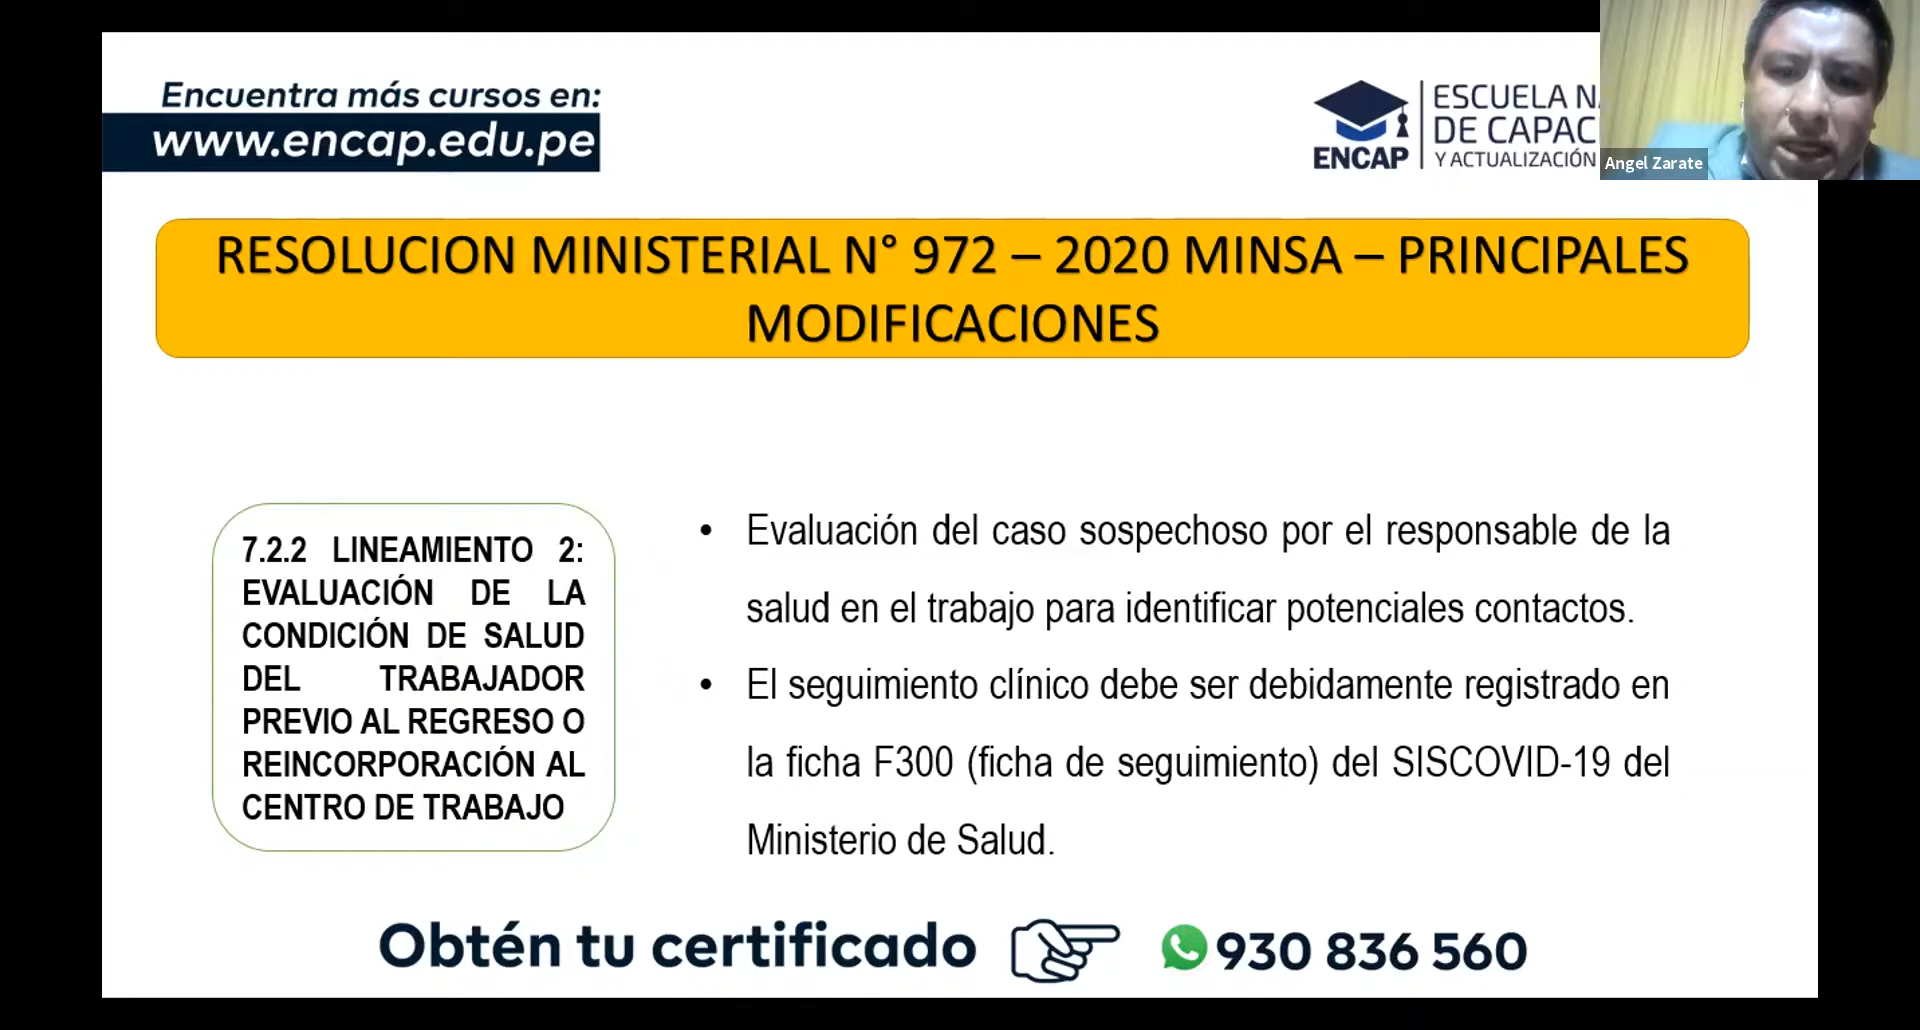 Encuentra más cursos en:
www.encap.edu.pe
ENCAP
ESCUELA
DE
Y ACTUALIZACIÓN
Angel Zarate
RESOLUCION MINISTERIAL N° 972 – 2020 MINSA – PRINCIPALES
MODIFICACIONES
7.2.2 LINEAMIENTO 2:
EVALUACIÓN DE LA
CONDICIÓN DE SALUD
DEL TRABAJADOR
PREVIO AL REGRESO O
REINCORPORACIÓN AL
CENTRO DE TRABAJO
• Evaluación del caso sospechoso por el responsable de la
salud en el trabajo para identificar potenciales contactos.
• El seguimiento clínico debe ser debidamente registrado en
la ficha F300 (ficha de seguimiento) del SISCOVID-19 del
Ministerio de Salud.
Obtén tu certificado
930 836 560